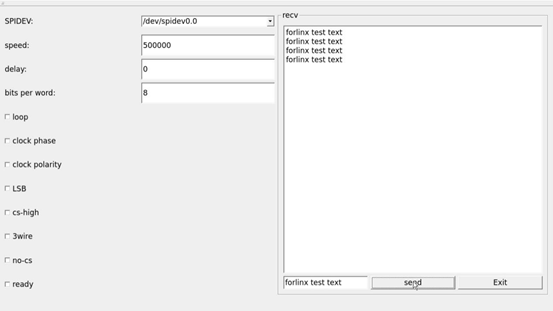 SPIDEV:
/dev/spidev0.0
speed:
500000
delay:
0
bits per word:
8
loop
clock phase
clock polarity
LSB
cs-high
3wire
no-cs
ready
recv
forlinx test text
forlinx test text
forlinx test text
forlinx test text
forlinx test text
send
Exit